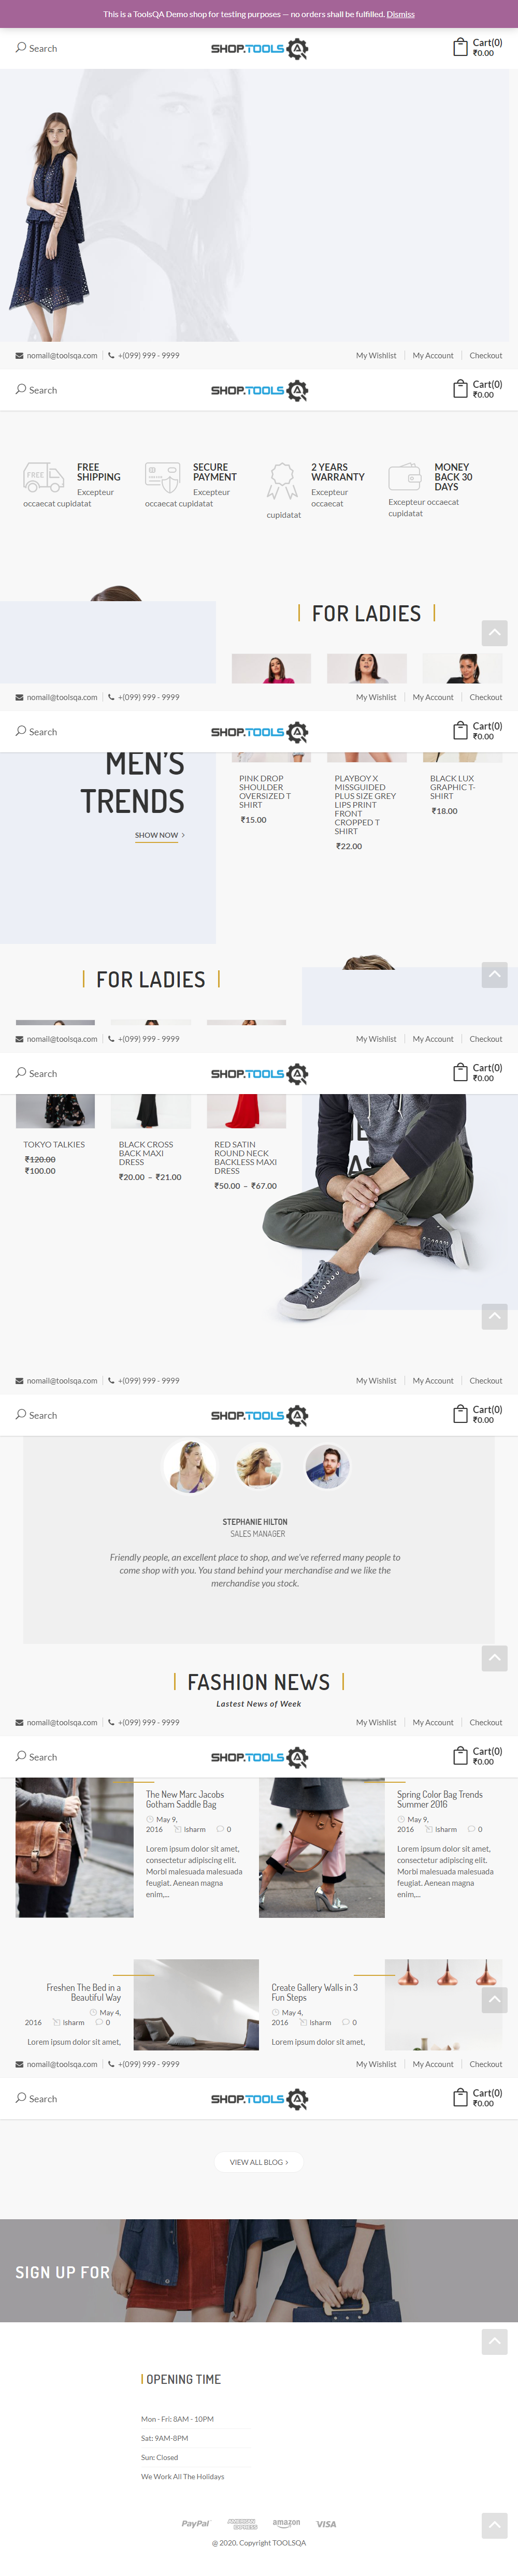 This is a ToolsQA Demo shop for testing purposes — no orders shall be fulfilled. Dismiss
Search
SHOP.TOOLS
Cart(0)
₹0.00
nomail@toolsqa.com
+(099) 999 - 9999
My Wishlist
My Account
Checkout
Search
SHOP.TOOLS
Cart(0)
₹0.00
FREE
FREE
SHIPPING
Excepteur
occaecat cupidatat
SECURE
PAYMENT
Excepteur
occaecat cupidatat
2 YEARS
WARRANTY
Excepteur
occaecat
cupidatat
MONEY
BACK 30
DAYS
Excepteur occaecat
cupidatat
FOR LADIES
nomail@toolsqa.com
+(099) 999 - 9999
My Wishlist
My Account
Checkout
Search
SHOP.TOOLS
Cart(0)
₹0.00
MEN'S
TRENDS
SHOW NOW
PINK DROP
SHOULDER
OVERSIZED T
SHIRT
₹15.00
PLAYBOY X
MISSGUIDED
PLUS SIZE GREY
LIPS PRINT
FRONT
CROPPED T
SHIRT
₹22.00
BLACK LUX
GRAPHIC T-
SHIRT
₹18.00
FOR LADIES
nomail@toolsqa.com
+(099) 999 - 9999
My Wishlist
My Account
Checkout
Search
SHOP.TOOLS
Cart(0)
₹0.00
TOKYO TALKIES
₹120.00
₹100.00
BLACK CROSS
BACK MAXI
DRESS
₹20.00 – ₹21.00
RED SATIN
ROUND NECK
BACKLESS MAXI
DRESS
₹50.00 – ₹67.00
nomail@toolsqa.com
+(099) 999 - 9999
My Wishlist
My Account
Checkout
Search
SHOP.TOOLS
Cart(0)
₹0.00
STEPHANIE HILTON
SALES MANAGER
Friendly people, an excellent place to shop, and we've referred many people to
come shop with you. You stand behind your merchandise and we like the
merchandise you stock.
FASHION NEWS
Lastest News of Week
nomail@toolsqa.com
+(099) 999 - 9999
My Wishlist
My Account
Checkout
Search
SHOP.TOOLS
Cart(0)
₹0.00
The New Marc Jacobs
Gotham Saddle Bag
May 9,
2016
lsharm
0
Lorem ipsum dolor sit amet,
consectetur adipiscing elit.
Morbi malesuada malesuada
feugiat. Aenean magna
enim,...
Spring Color Bag Trends
Summer 2016
May 9,
2016
lsharm
0
Lorem ipsum dolor sit amet,
consectetur adipiscing elit.
Morbi malesuada malesuada
feugiat. Aenean magna
enim,...
Freshen The Bed in a
Beautiful Way
May 4,
2016
lsharm
0
Lorem ipsum dolor sit amet,
Create Gallery Walls in 3
Fun Steps
May 4,
2016
lsharm
0
Lorem ipsum dolor sit amet,
nomail@toolsqa.com
+(099) 999 - 9999
My Wishlist
My Account
Checkout
Search
SHOP.TOOLS
Cart(0)
₹0.00
VIEW ALL BLOG
SIGN UP FOR
OPENING TIME
Mon - Fri: 8AM - 10PM
Sat: 9AM-8PM
Sun: Closed
We Work All The Holidays
PayPal
AMERICAN
EXPRESS
amazon
VISA
@ 2020. Copyright TOOLSQA